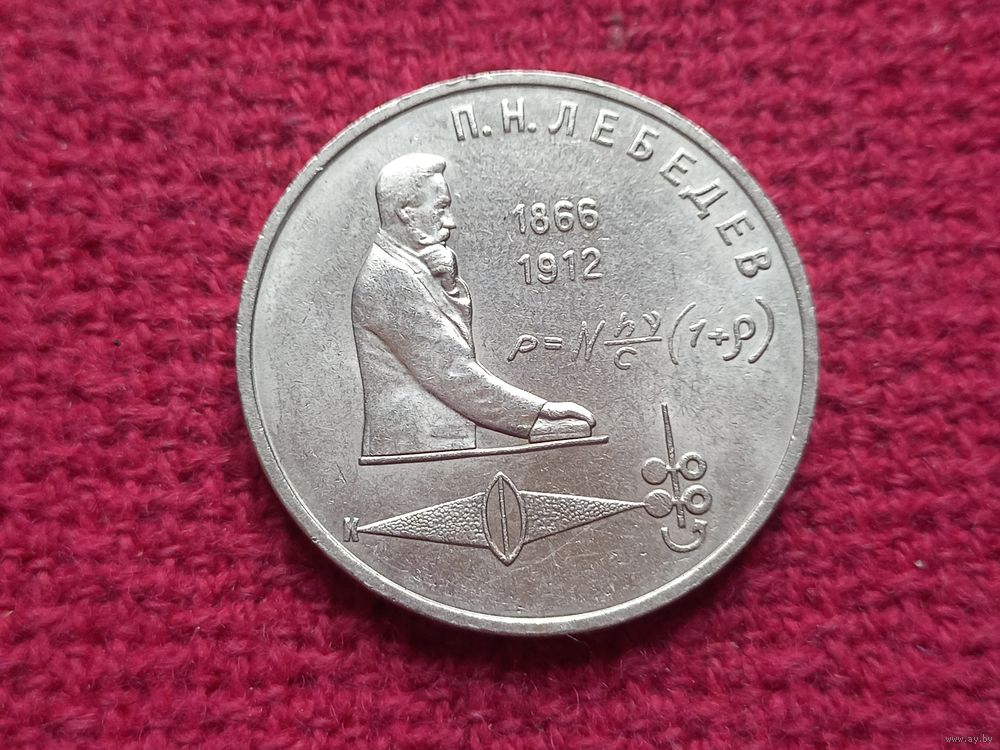 П.Н.ЛЕБЕДЕВ
1866
1912
p = N hν/c (1+ρ)
К
www.ay.by